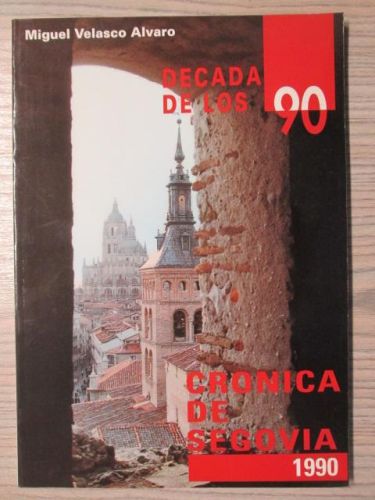 Miguel Velasco Alvaro
DECADA
DE LOS
90
CRONICA
DE
SEGOVIA
1990